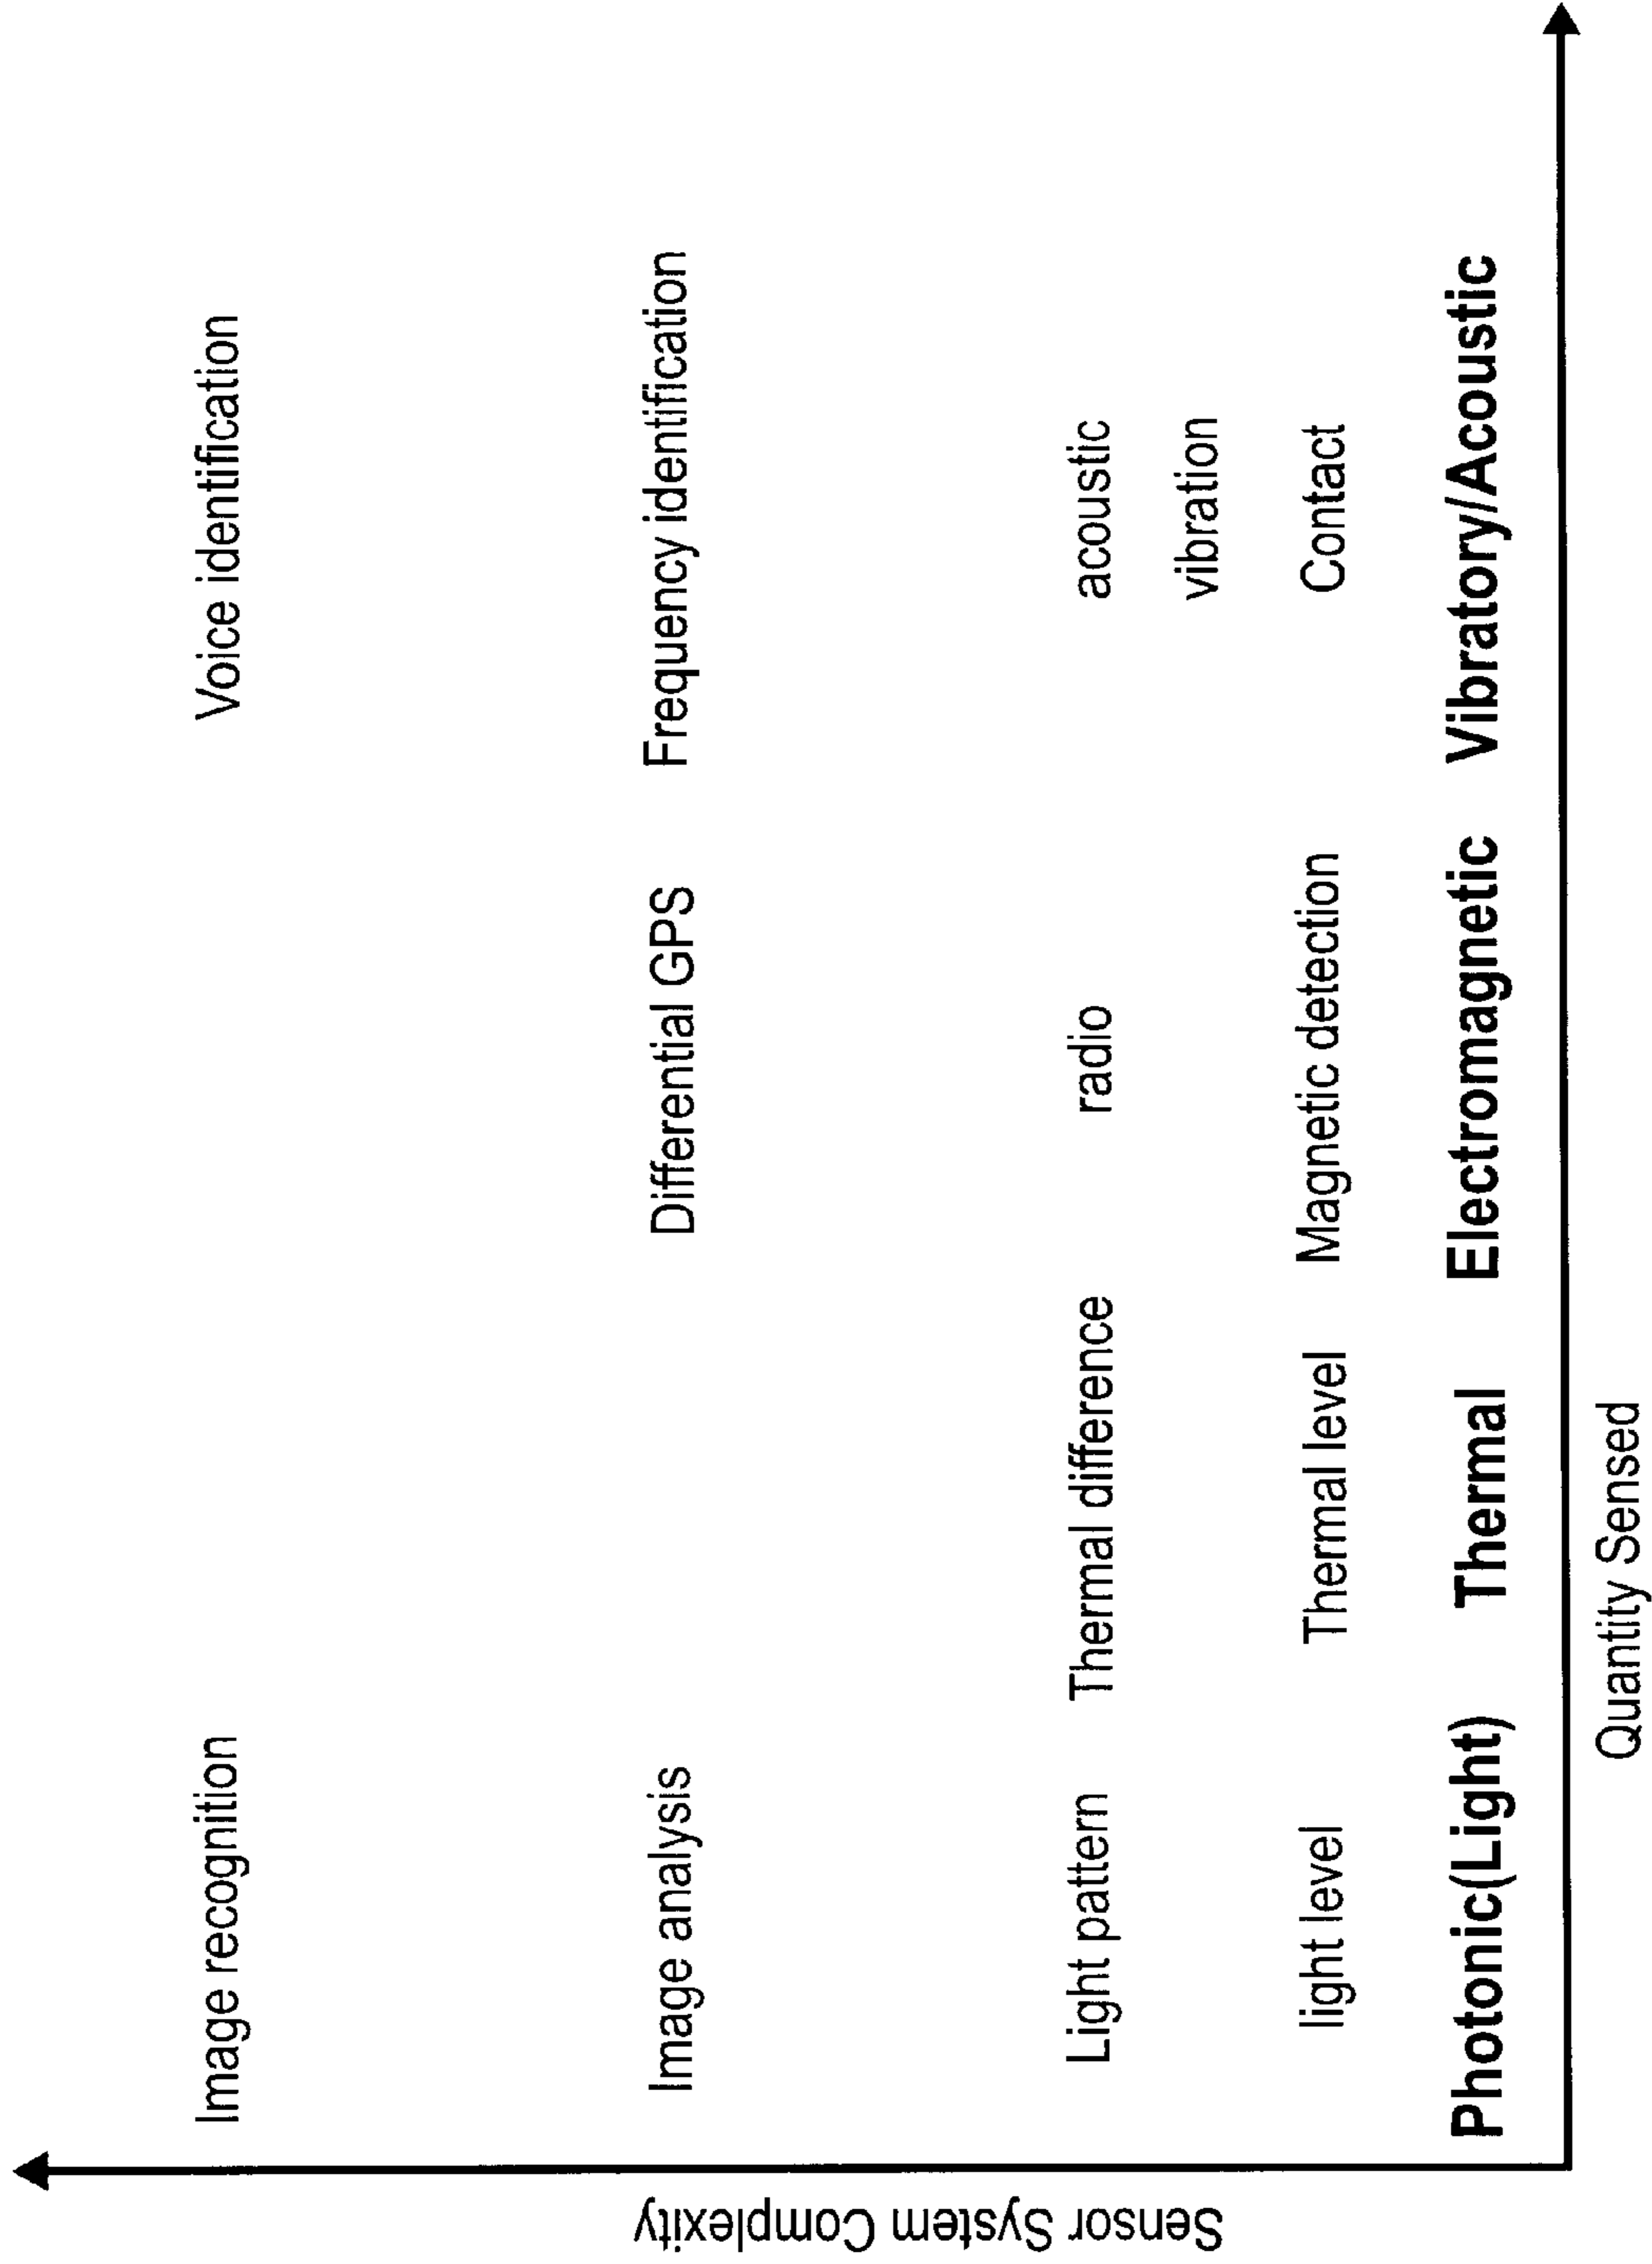 Sensor System Complexity
Image recognition
Voice identification
Image analysis
Differential GPS
Frequency identification
Light pattern
Thermal difference
radio
acoustic
vibration
light level
Thermal level
Magnetic detection
Contact
Photonic(Light)
Thermal
Electromagnetic
Vibratory/Acoustic
Quantity Sensed